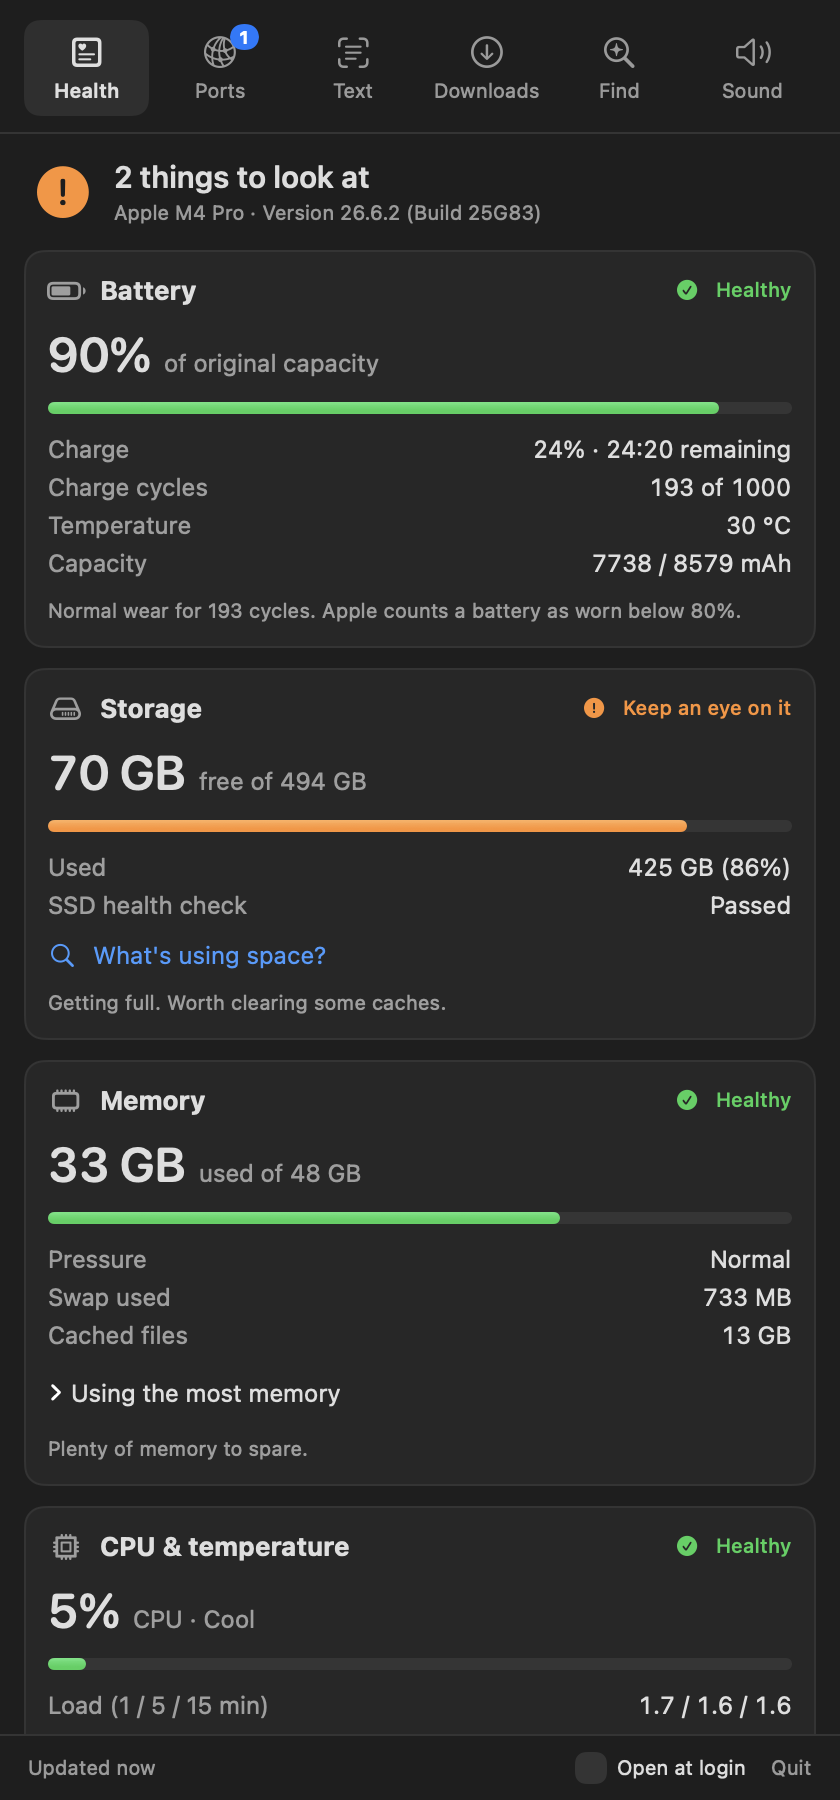 Health
Ports
1
Text
Downloads
Find
Sound
2 things to look at
Apple M4 Pro · Version 26.6.2 (Build 25G83)
Battery
Healthy
90% of original capacity
Charge 24% · 24:20 remaining
Charge cycles 193 of 1000
Temperature 30 °C
Capacity 7738 / 8579 mAh
Normal wear for 193 cycles. Apple counts a battery as worn below 80%.
Storage
Keep an eye on it
70 GB free of 494 GB
Used 425 GB (86%)
SSD health check Passed
What's using space?
Getting full. Worth clearing some caches.
Memory
Healthy
33 GB used of 48 GB
Pressure Normal
Swap used 733 MB
Cached files 13 GB
Using the most memory
Plenty of memory to spare.
CPU & temperature
Healthy
5% CPU · Cool
Load (1 / 5 / 15 min) 1.7 / 1.6 / 1.6
Updated now
Open at login
Quit